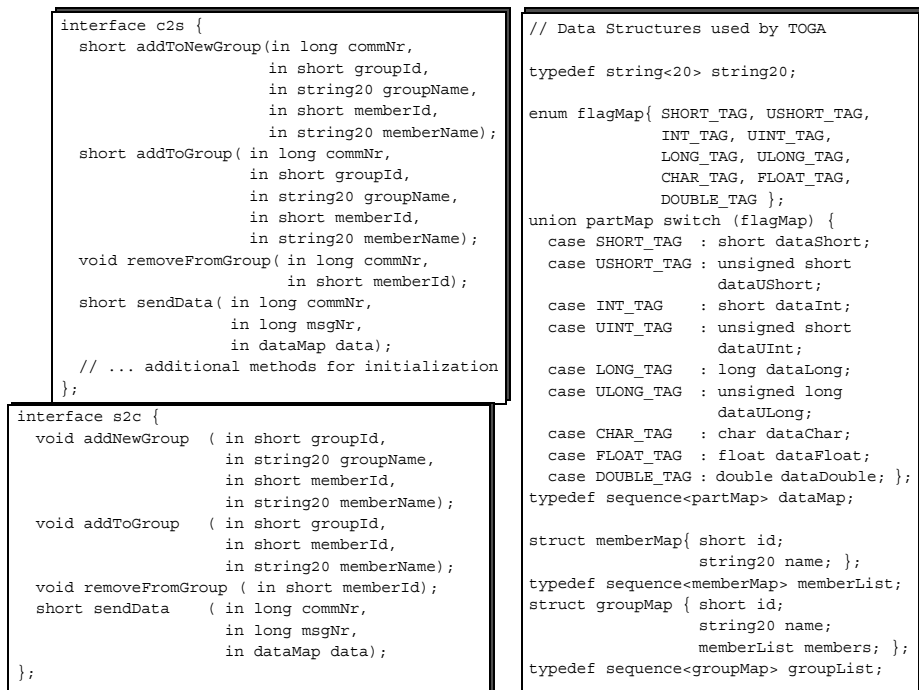 interface c2s {
  short addToNewGroup(in long commNr,
                      in short groupId,
                      in string20 groupName,
                      in short memberId,
                      in string20 memberName);
  short addToGroup( in long commNr,
                    in short groupId,
                    in string20 groupName,
                    in short memberId,
                    in string20 memberName);
  void removeFromGroup( in long commNr,
                        in short memberId);
  short sendData( in long commNr,
                  in long msgNr,
                  in dataMap data);
  // ... additional methods for initialization
};
interface s2c {
  void addNewGroup  ( in short groupId,
                      in string20 groupName,
                      in short memberId,
                      in string20 memberName);
  void addToGroup   ( in short groupId,
                      in short memberId,
                      in string20 memberName);
  void removeFromGroup ( in short memberId);
  short sendData    ( in long commNr,
                      in long msgNr,
                      in dataMap data);
};
// Data Structures used by TOGA
typedef string<20> string20;
enum flagMap{ SHORT_TAG, USHORT_TAG,
              INT_TAG, UINT_TAG,
              LONG_TAG, ULONG_TAG,
              CHAR_TAG, FLOAT_TAG,
              DOUBLE_TAG };
union partMap switch (flagMap) {
  case SHORT_TAG  : short dataShort;
  case USHORT_TAG : unsigned short
                    dataUShort;
  case INT_TAG    : short dataInt;
  case UINT_TAG   : unsigned short
                    dataUInt;
  case LONG_TAG   : long dataLong;
  case ULONG_TAG  : unsigned long
                    dataULong;
  case CHAR_TAG   : char dataChar;
  case FLOAT_TAG  : float dataFloat;
  case DOUBLE_TAG : double dataDouble; };
typedef sequence<partMap> dataMap;
struct memberMap{ short id;
                  string20 name; };
typedef sequence<memberMap> memberList;
struct groupMap { short id;
                  string20 name;
                  memberList members; };
typedef sequence<groupMap> groupList;